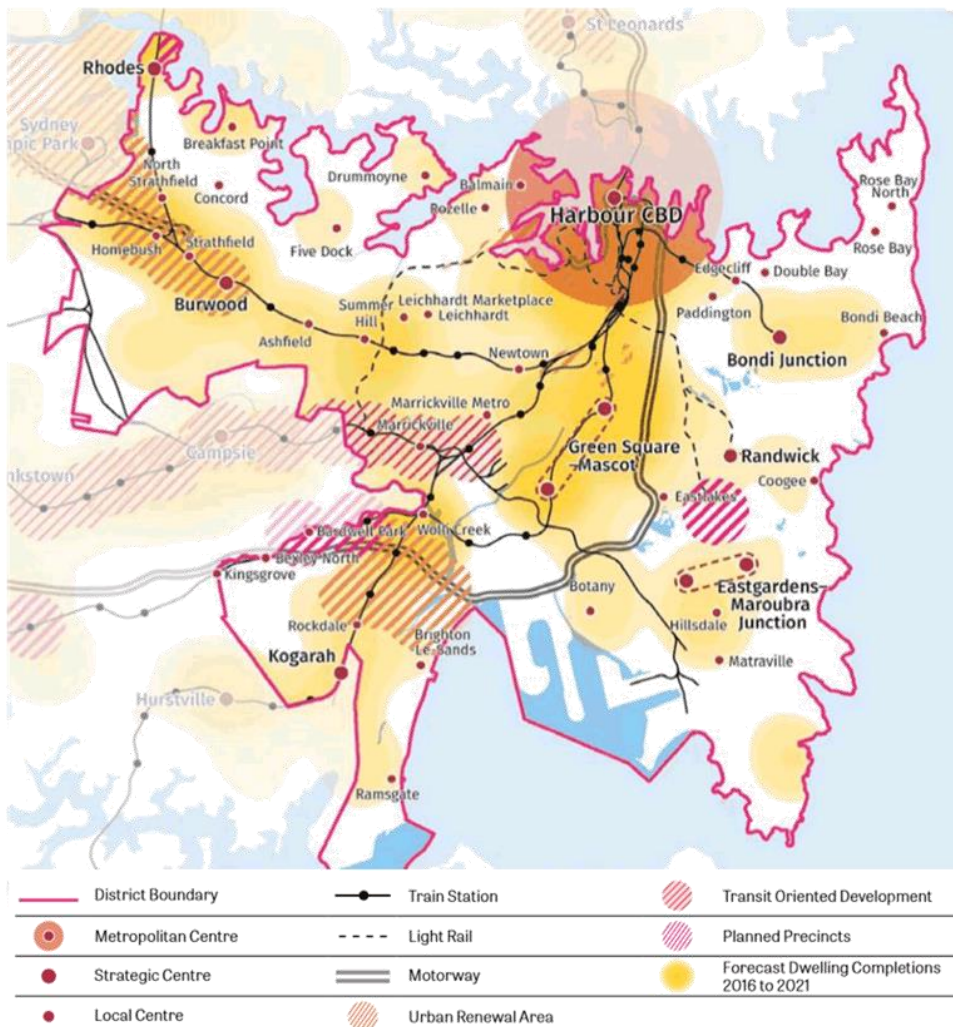 St Leonards
Rhodes
Sydney
mpic Park
Breakfast Point
North
Strathfield
Concord
Drummoyne
Balmain
Rozelle
Harbour CBD
Rose Bay
North
Rose Bay
Five Dock
Homebush
Strathfield
Edgecliff
Double Bay
Burwood
Summer
Hill
Leichhardt Marketplace
Leichhardt
Paddington
Bondi Beach
Ashfield
Newtown
Bondi Junction
Marrickville Metro
Marrickville
Campsie
Green Square
–Mascot
Randwick
Coogee
nkstown
Eastlakes
Bardwell Park
Wolli Creek
Bexley North
Kingsgrove
Botany
Eastgardens–
Maroubra
Junction
Hillsdale
Rockdale
Brighton
Le-Sands
Kogarah
Matraville
Hurstville
Ramsgate
District Boundary
Train Station
Transit Oriented Development
Metropolitan Centre
Light Rail
Planned Precincts
Strategic Centre
Motorway
Forecast Dwelling Completions
2016 to 2021
Local Centre
Urban Renewal Area